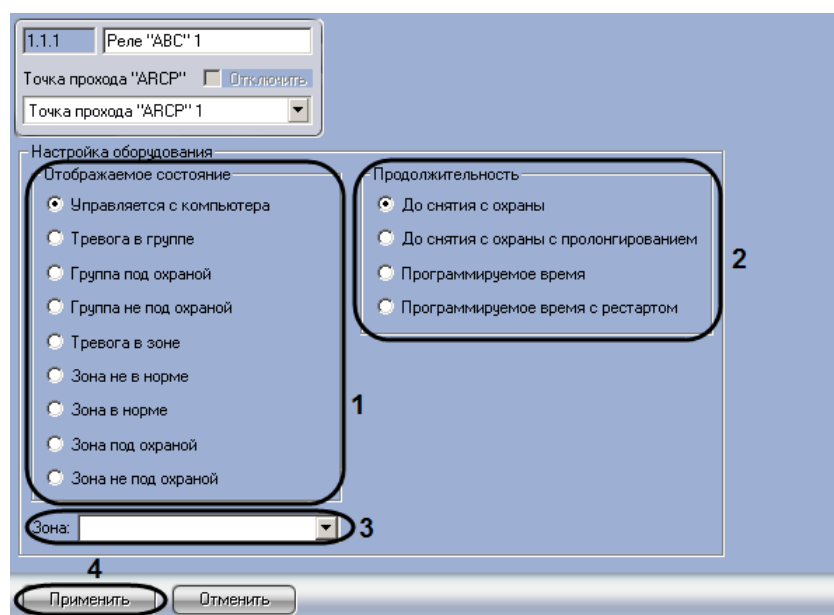 1.1.1 Реле "ABC" 1
Точка прохода "ARCP" Отключить
Точка прохода "ARCP" 1
Настройка оборудования
Отображаемое состояние
Управляется с компьютера
Тревога в группе
Группа под охраной
Группа не под охраной
Тревога в зоне
Зона не в норме
Зона в норме
Зона под охраной
Зона не под охраной
1
Продолжительность
До снятия с охраны
До снятия с охраны с пролонгированием
Программируемое время
Программируемое время с рестартом
2
Зона:
3
4
Применить Отменить